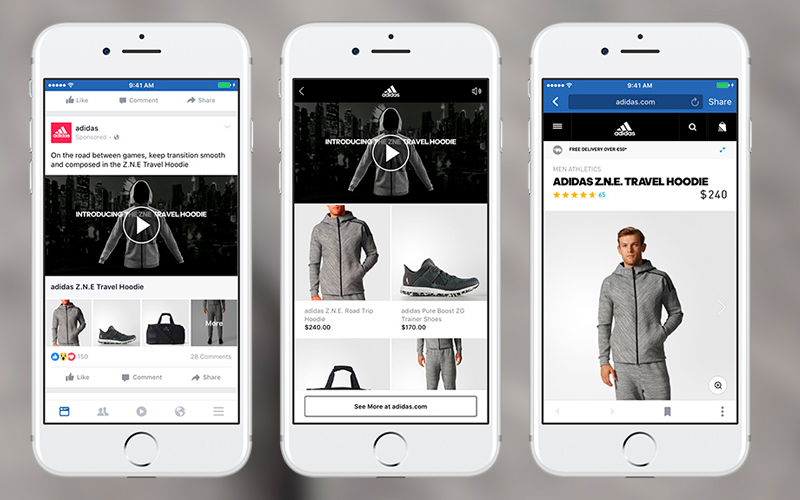 9:41 AM
Like
Comment
Share
adidas
adidas
Sponsored ·
On the road between games, keep transition smooth
and composed in the Z.N.E Travel Hoodie
INTRODUCING THE ZNE TRAVEL HOODIE
adidas Z.N.E Travel Hoodie
More
150
28 Comments
Like
Comment
Share
adidas
INTRODUCING THE ZNE TRAVEL HOODIE
adidas Z.N.E. Road Trip
Hoodie
$240.00
adidas Pure Boost ZG
Trainer Shoes
$170.00
See More at adidas.com
9:41 AM
adidas.com
Share
adidas
FREE DELIVERY OVER €50*
MEN ATHLETICS
ADIDAS Z.N.E. TRAVEL HOODIE
65
$240